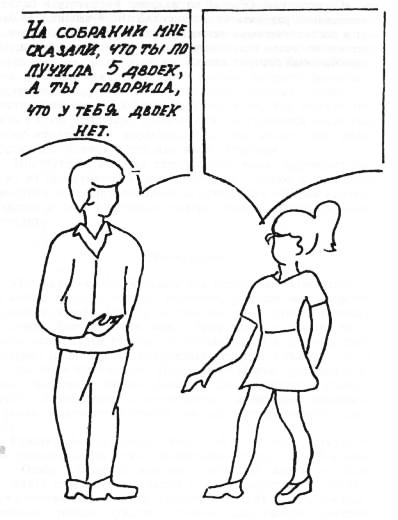 На собрании мне
сказали, что ты по-
лучила 5 двоек,
а ты говорила,
что у тебя двоек
нет.